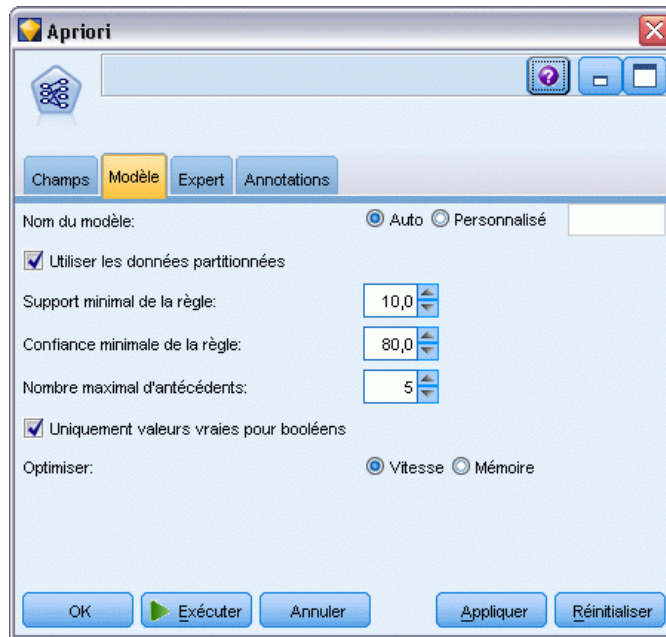 Apriori
Champs Modèle Expert Annotations
Nom du modèle: Auto Personnalisé
Utiliser les données partitionnées
Support minimal de la règle: 10,0
Confiance minimale de la règle: 80,0
Nombre maximal d'antécédents: 5
Uniquement valeurs vraies pour booléens
Optimiser: Vitesse Mémoire
OK Exécuter Annuler Appliquer Réinitialiser